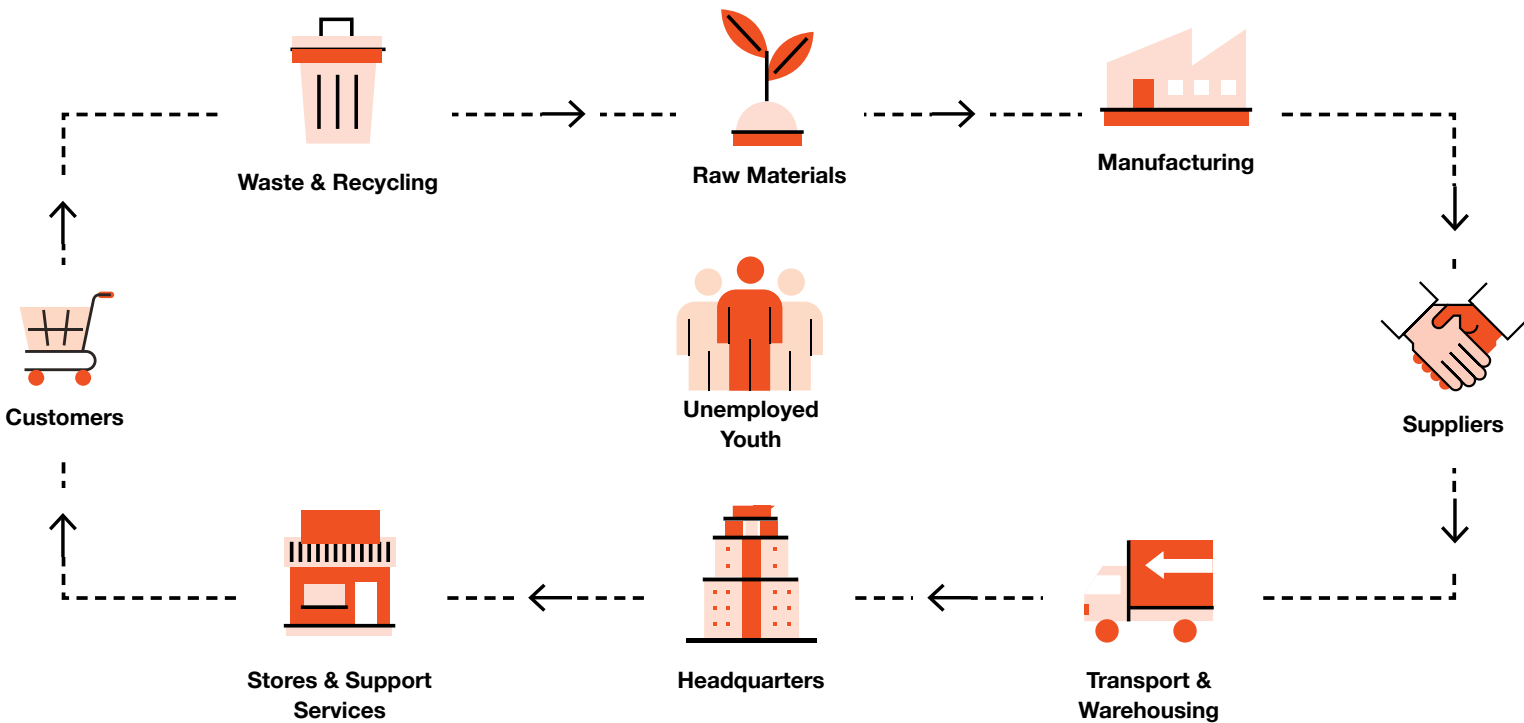 Waste & Recycling
Raw Materials
Manufacturing
Customers
Unemployed
Youth
Suppliers
Stores & Support
Services
Headquarters
Transport &
Warehousing